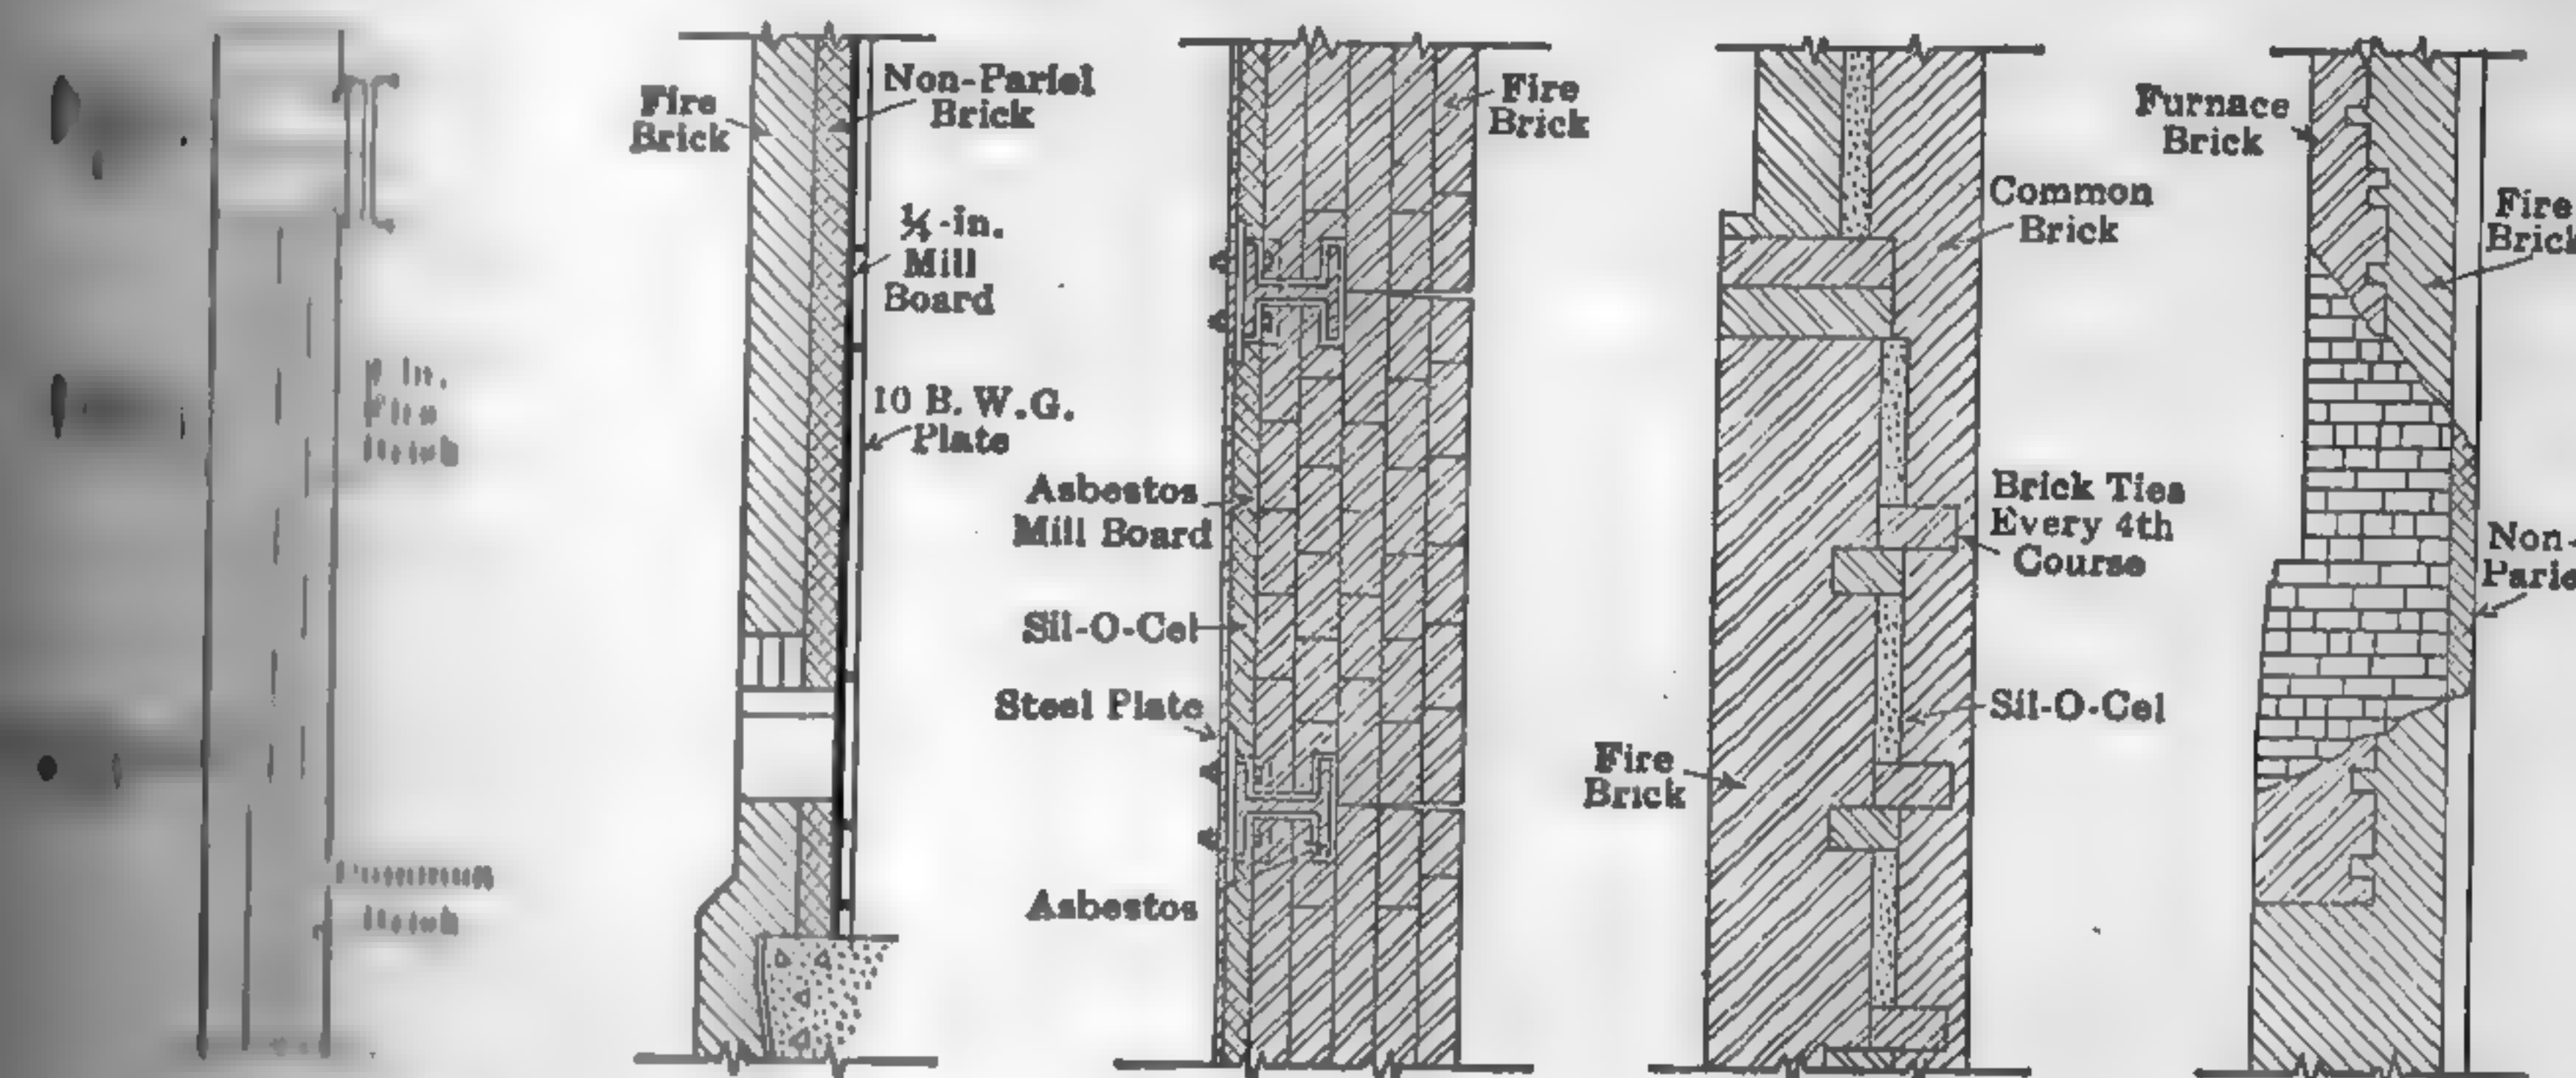 Fire
Brick
Non-Pariel
Brick
¼-in.
Mill
Board
10 B. W. G.
Plate
Fire
Brick
Asbestos
Mill Board
Sil-O-Cel
Steel Plate
Asbestos
Common
Brick
Brick Ties
Every 4th
Course
Sil-O-Cel
Fire
Brick
Furnace
Brick
Fire
Brick
Non-
Parie